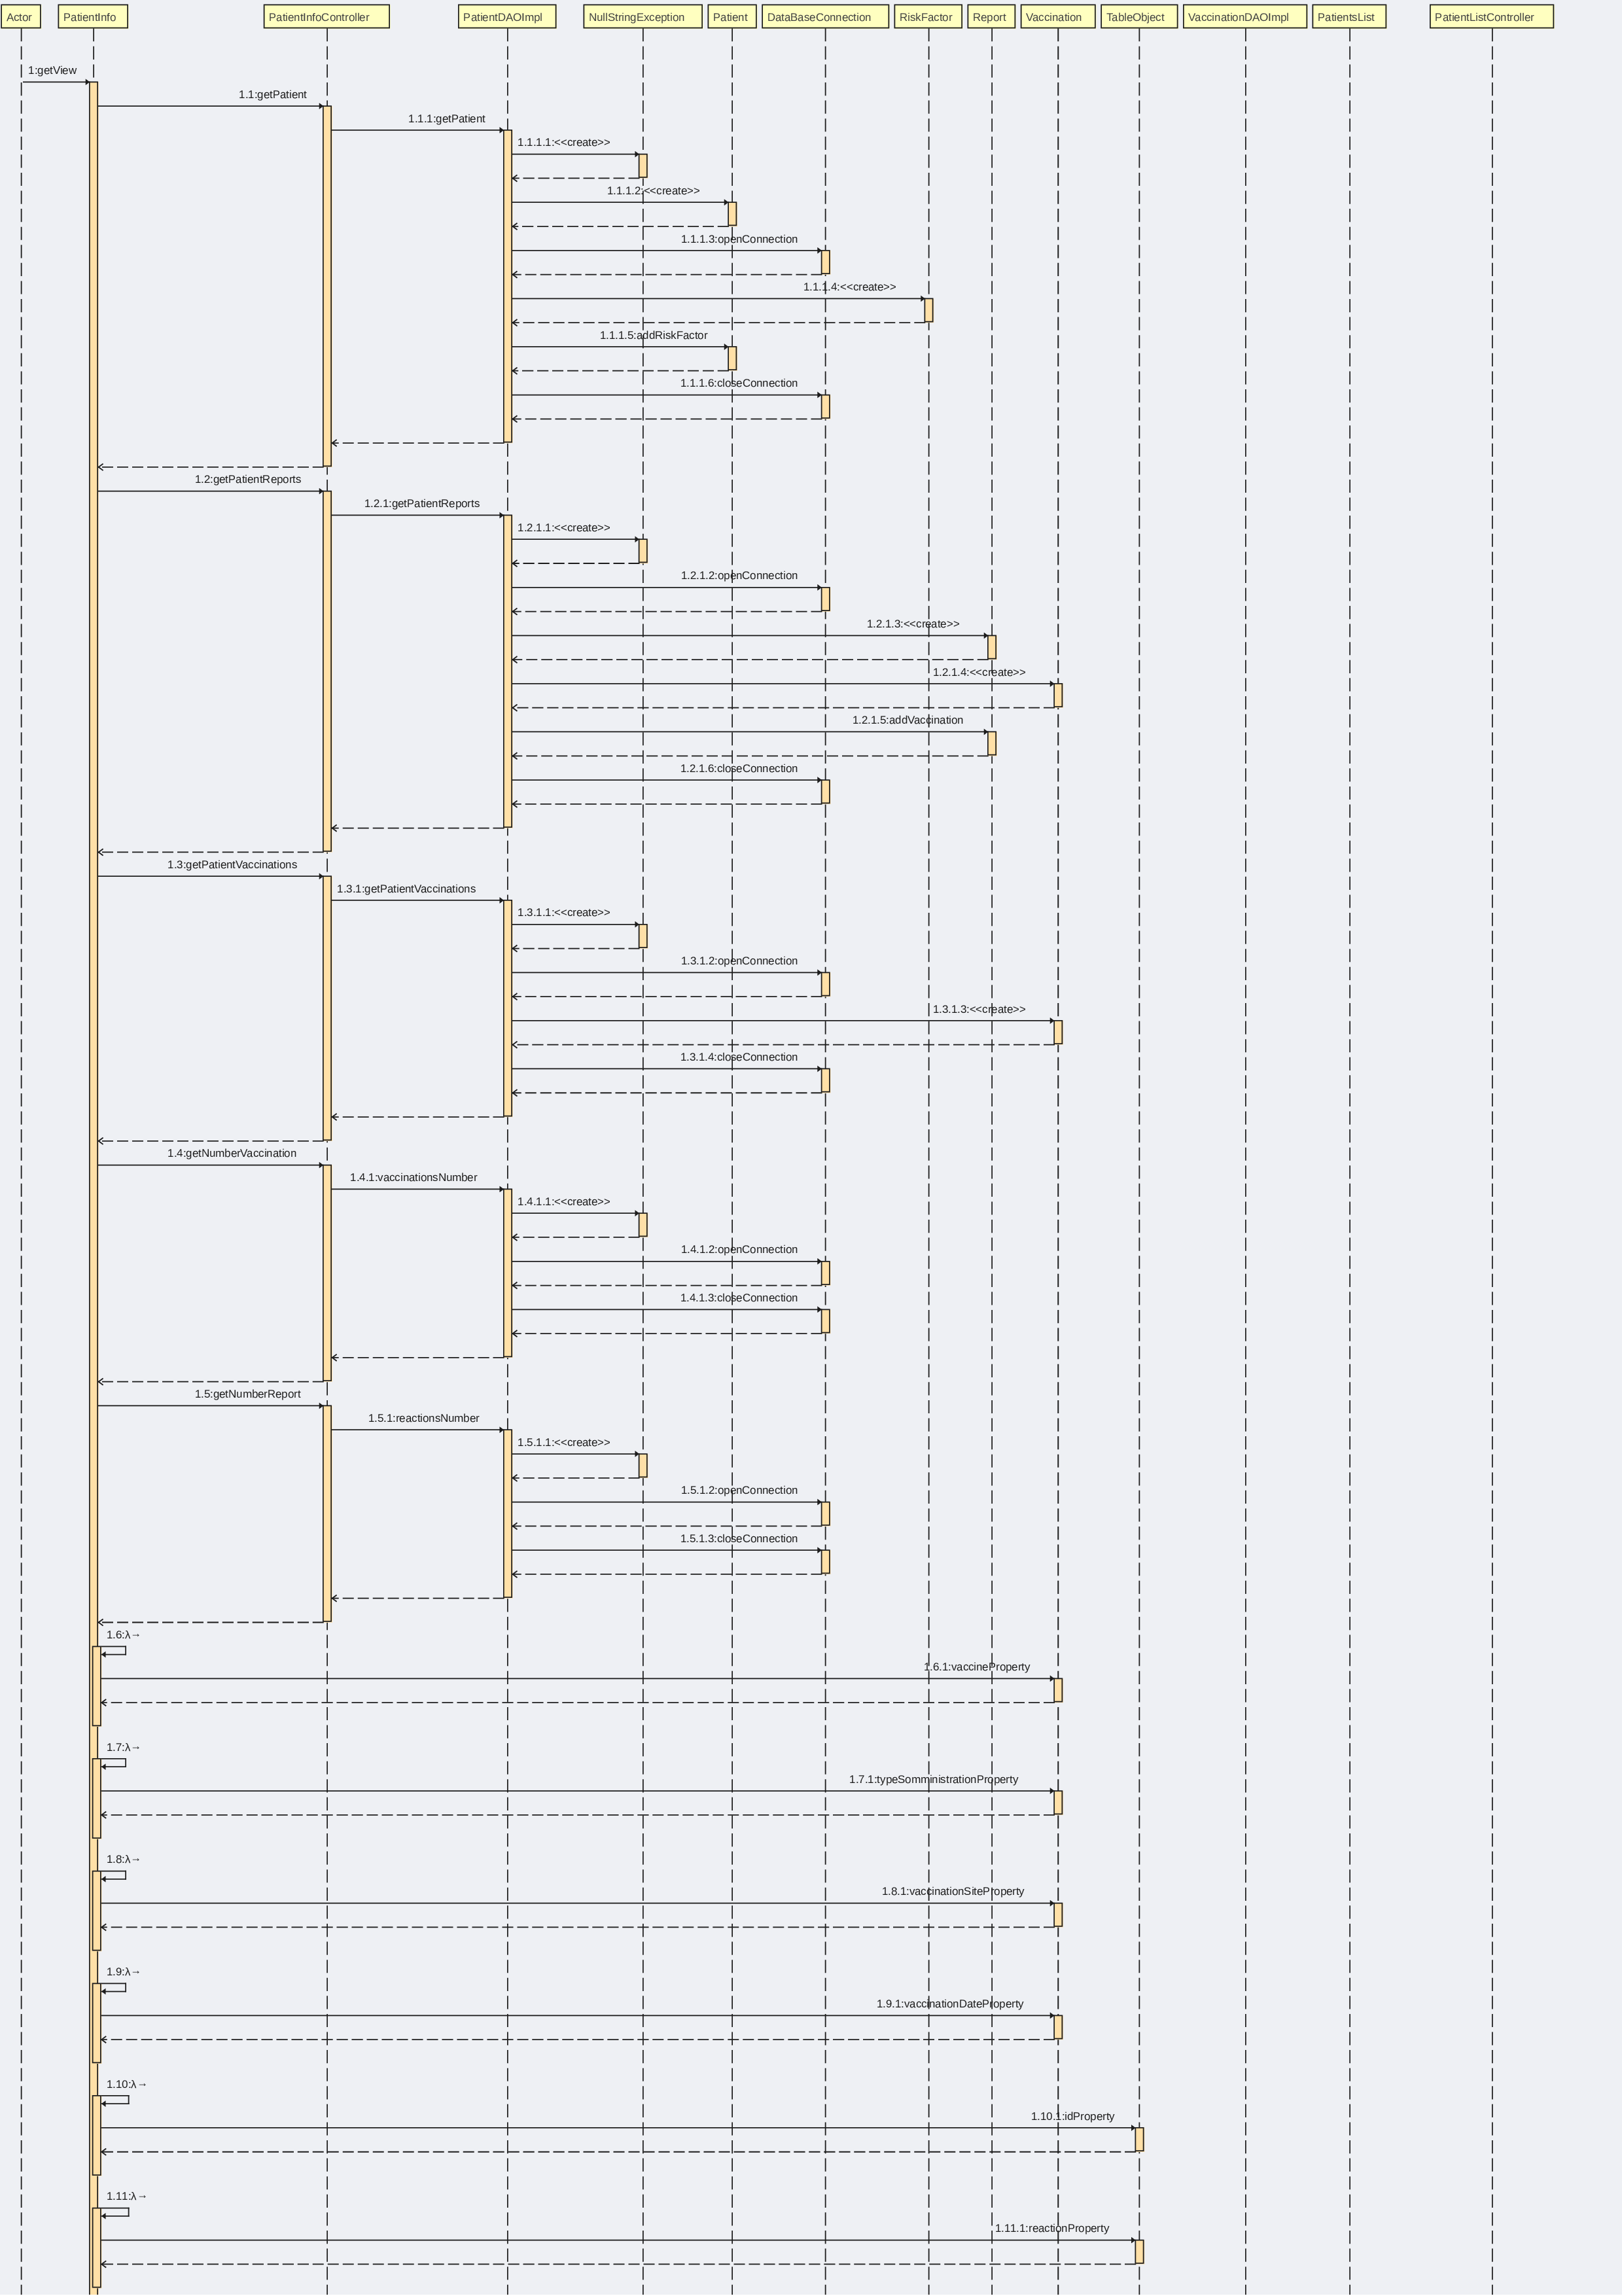 Actor PatientInfo PatientInfoController PatientDAOImpl NullStringException Patient DataBaseConnection RiskFactor Report Vaccination TableObject VaccinationDAOImpl PatientsList PatientListController
1:getView
1.1:getPatient
1.1.1:getPatient
1.1.1.1:<<create>>
1.1.1.2:<<create>>
1.1.1.3:openConnection
1.1.1.4:<<create>>
1.1.1.5:addRiskFactor
1.1.1.6:closeConnection
1.2:getPatientReports
1.2.1:getPatientReports
1.2.1.1:<<create>>
1.2.1.2:openConnection
1.2.1.3:<<create>>
1.2.1.4:<<create>>
1.2.1.5:addVaccination
1.2.1.6:closeConnection
1.3:getPatientVaccinations
1.3.1:getPatientVaccinations
1.3.1.1:<<create>>
1.3.1.2:openConnection
1.3.1.3:<<create>>
1.3.1.4:closeConnection
1.4:getNumberVaccination
1.4.1:vaccinationsNumber
1.4.1.1:<<create>>
1.4.1.2:openConnection
1.4.1.3:closeConnection
1.5:getNumberReport
1.5.1:reactionsNumber
1.5.1.1:<<create>>
1.5.1.2:openConnection
1.5.1.3:closeConnection
1.6:λ→
1.6.1:vaccineProperty
1.7:λ→
1.7.1:typeSomministrationProperty
1.8:λ→
1.8.1:vaccinationSiteProperty
1.9:λ→
1.9.1:vaccinationDateProperty
1.10:λ→
1.10.1:idProperty
1.11:λ→
1.11.1:reactionProperty